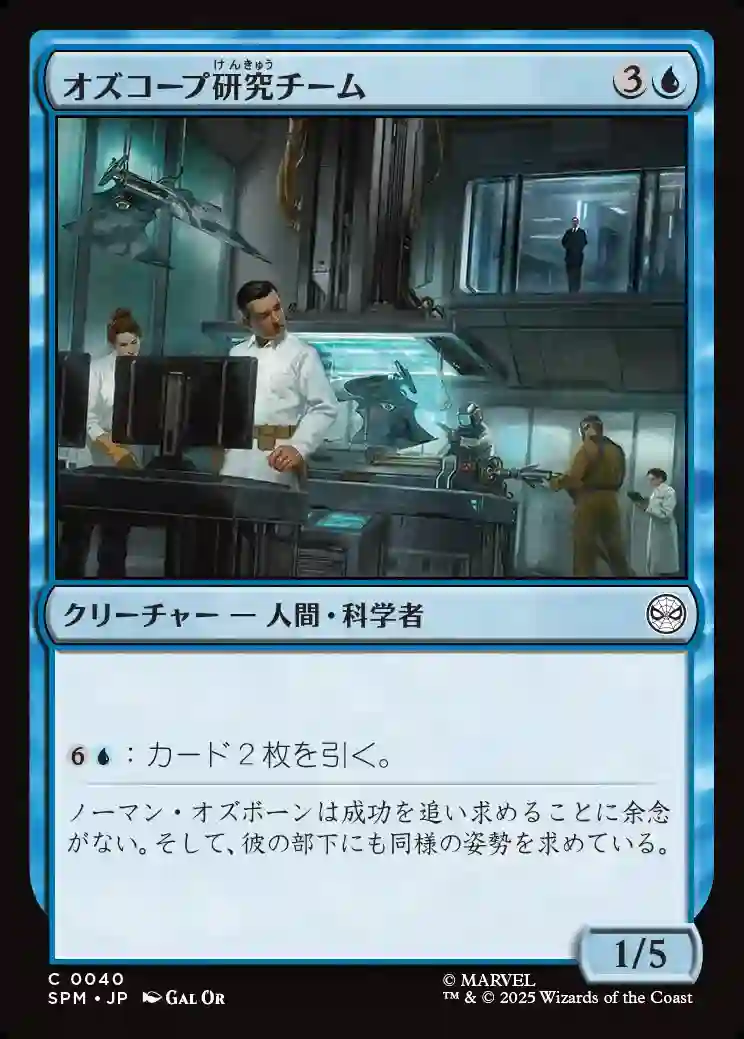 けんきゅう
オズコープ研究チーム 3
クリーチャー — 人間・科学者
6：カード２枚を引く。
ノーマン・オズボーンは成功を追い求めることに余念
がない。そして、彼の部下にも同様の姿勢を求めている。
1/5
C 0040
SPM • JP Gal Or
© MARVEL
™ & © 2025 Wizards of the Coast